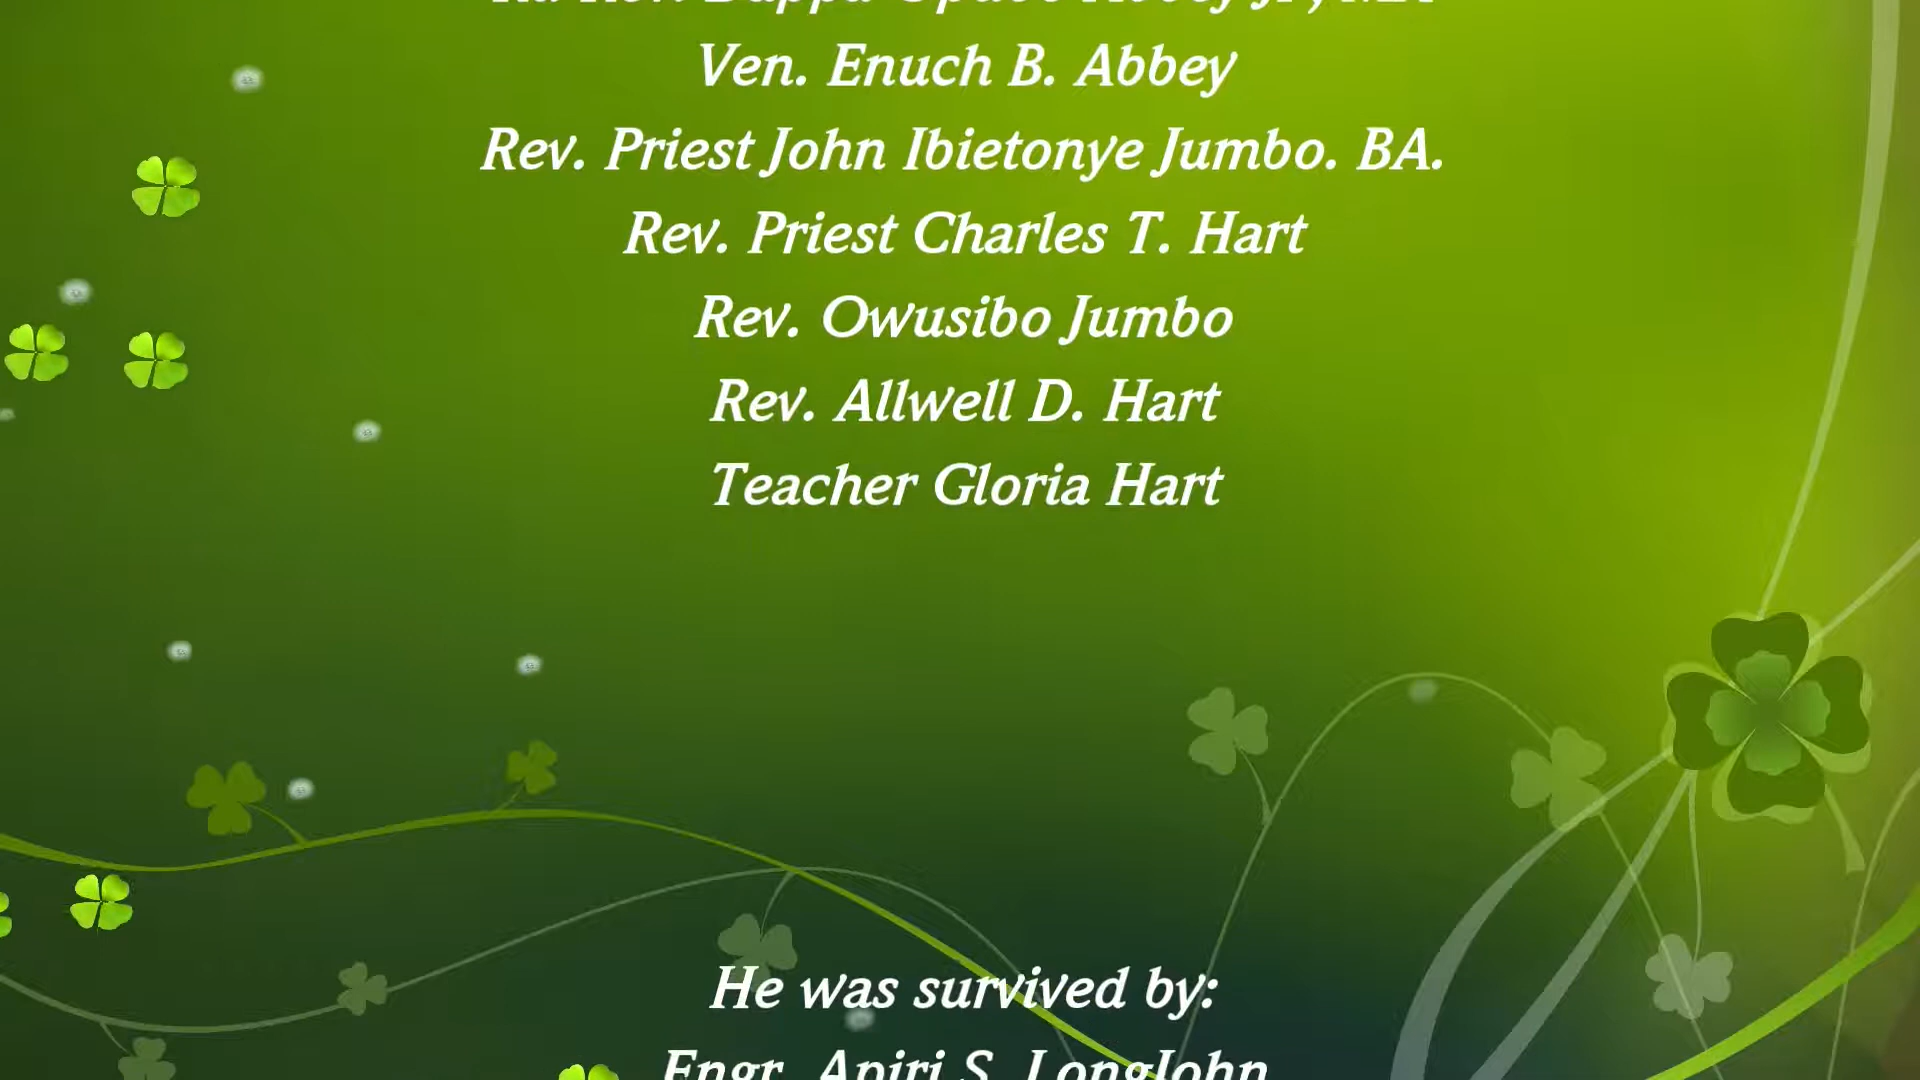 Ven. Enuch B. Abbey
Rev. Priest John Ibietonye Jumbo. BA.
Rev. Priest Charles T. Hart
Rev. Owusibo Jumbo
Rev. Allwell D. Hart
Teacher Gloria Hart
He was survived by:
Engr. Apiri S. LongJohn